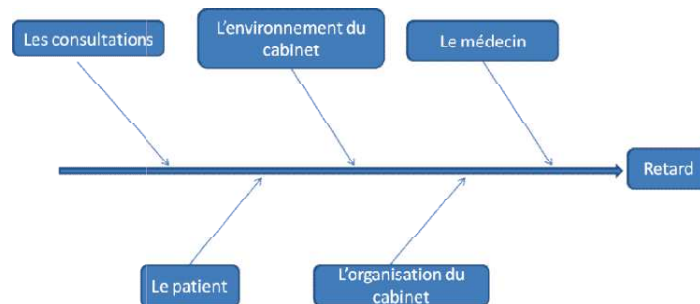 Les consultations
L'environnement du
cabinet
Le médecin
Retard
Le patient
L'organisation du
cabinet